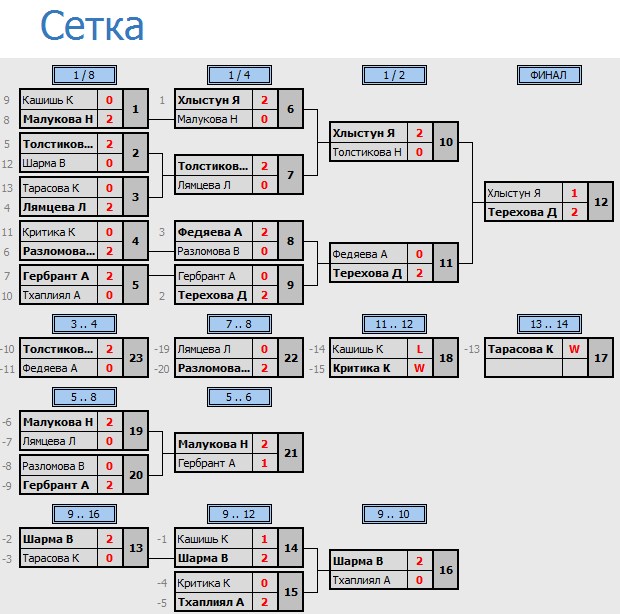 Сетка
1 / 8 1 / 4 1 / 2 ФИНАЛ
9 Кашишь К 0 1 1 Хлыстун Я 2 6
8 Малукова Н 2 Малукова Н 0
5 Толстиков... 2 2 Хлыстун Я 2 10
12 Шарма В 0 Толстиков... 2 7 Толстикова Н 0
13 Тарасова К 0 3 Лямцева Л 0 Хлыстун Я 1 12
4 Лямцева Л 2 Терехова Д 2
11 Критика К 0 4 3 Федяева А 2 8
6 Разломова... 2 Разломова В 0 Федяева А 0 11
7 Гербрант А 2 5 Гербрант А 0 9 Терехова Д 2
10 Тхаплиял А 0 2 Терехова Д 2
3 .. 4 7 .. 8 11 .. 12 13 .. 14
-10 Толстиков... 2 23 -19 Лямцева Л 0 22 -14 Кашишь К L 18 -13 Тарасова К W 17
-11 Федяева А 0 -20 Разломова... 2 -15 Критика К W
5 .. 8 5 .. 6
-6 Малукова Н 2 19
-7 Лямцева Л 0 Малукова Н 2 21
-8 Разломова В 0 20 Гербрант А 1
-9 Гербрант А 2
9 .. 16 9 .. 12 9 .. 10
-2 Шарма В 2 13 -1 Кашишь К 1 14
-3 Тарасова К 0 Шарма В 2 Шарма В 2 16
-4 Критика К 0 15 Тхаплиял А 0
-5 Тхаплиял А 2